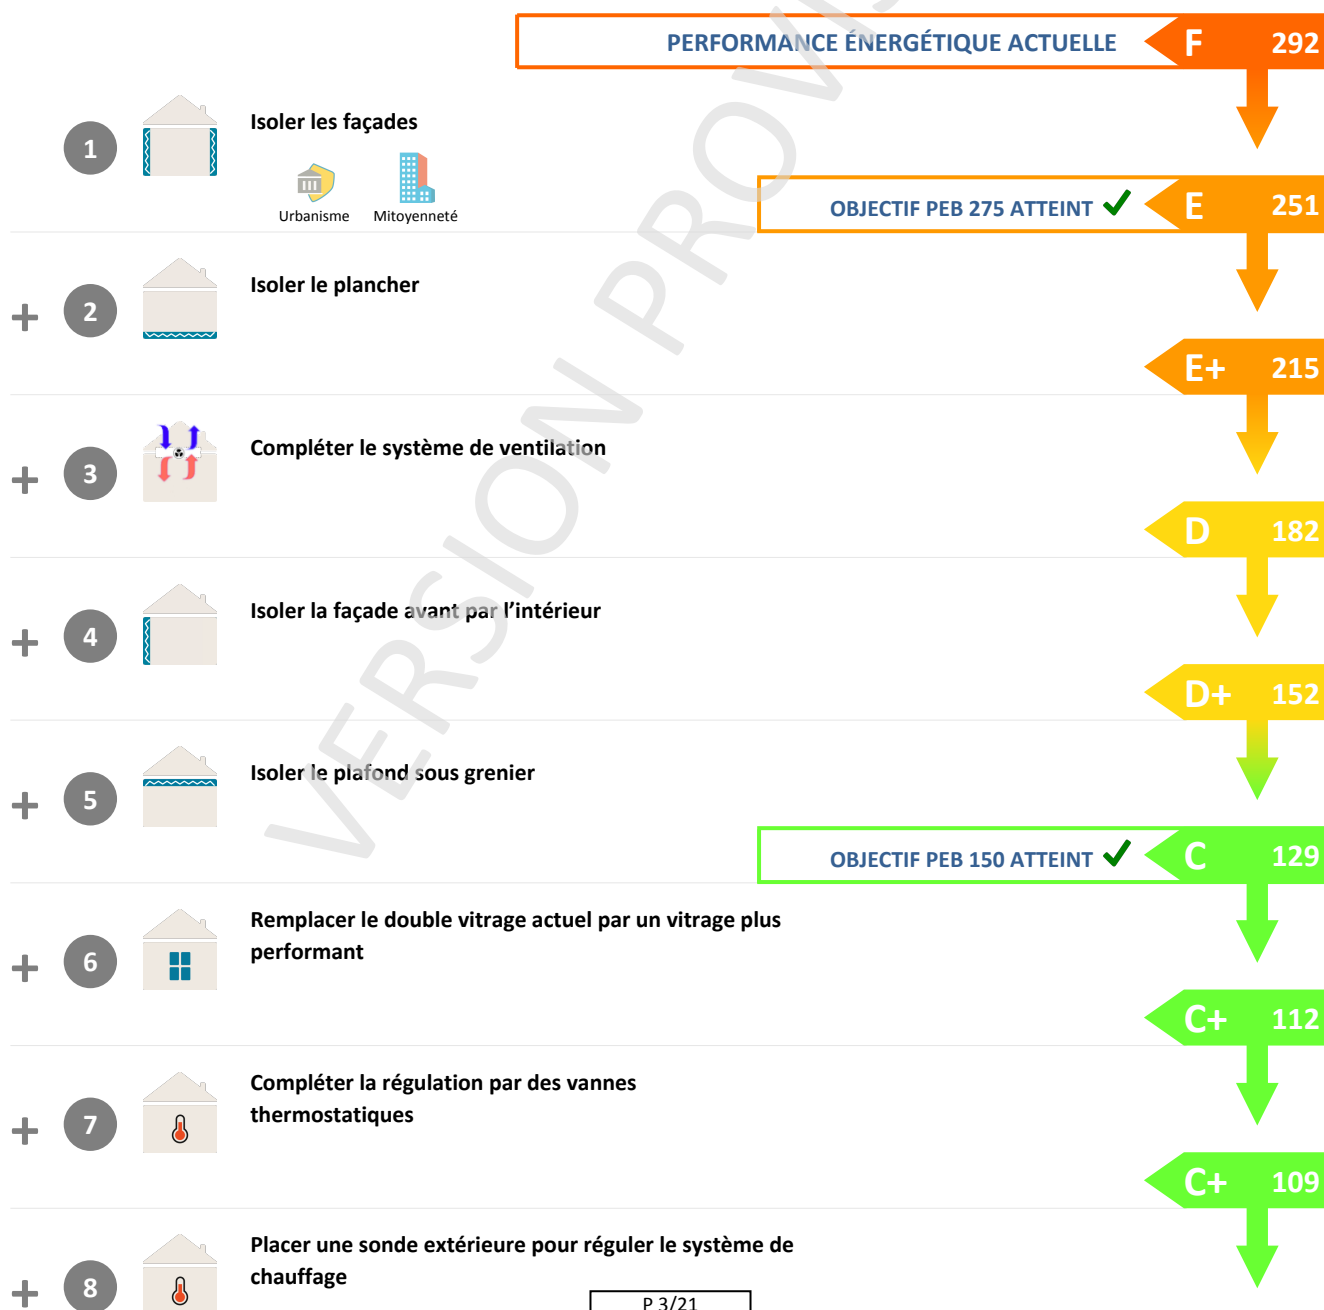 PERFORMANCE ÉNERGÉTIQUE ACTUELLE F 292
1 Isoler les façades
Urbanisme Mitoyenneté
OBJECTIF PEB 275 ATTEINT E 251
+ 2 Isoler le plancher
E+ 215
+ 3 Compléter le système de ventilation
D 182
+ 4 Isoler la façade avant par l’intérieur
D+ 152
+ 5 Isoler le plafond sous grenier
OBJECTIF PEB 150 ATTEINT C 129
Remplacer le double vitrage actuel par un vitrage plus
+ 6 performant
C+ 112
Compléter la régulation par des vannes
+ 7 thermostatiques
C+ 109
Placer une sonde extérieure pour réguler le système de
+ 8 chauffage
P 3/21
VERSION PROVIS